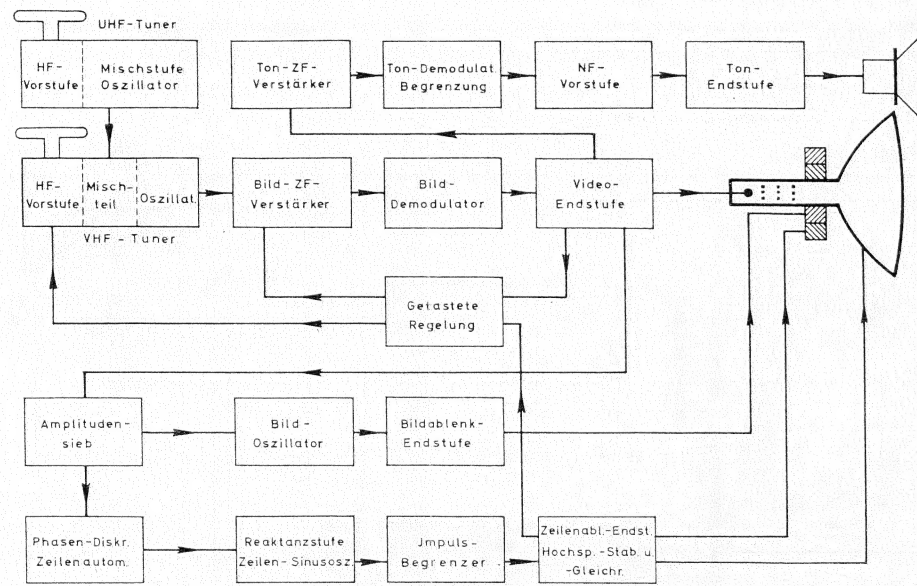 UHF-Tuner
HF-
Vorstufe
Mischstufe
Oszillator
Ton-ZF-
Verstärker
Ton-Demodulat.
Begrenzung
NF-
Vorstufe
Ton-
Endstufe
HF-
Vorstufe
Misch-
teil
Oszillat.
VHF - Tuner
Bild-ZF-
Verstärker
Bild-
Demodulator
Video-
Endstufe
Getastete
Regelung
Amplituden-
sieb
Bild-
Oszillator
Bildablenk-
Endstufe
Phasen-Diskr.
Zeilenautom.
Reaktanzstufe
Zeilen-Sinusosz.
Jmpuls-
Begrenzer
Zeilenabl.-Endst.
Hochsp.-Stab. u.
-Gleichr.